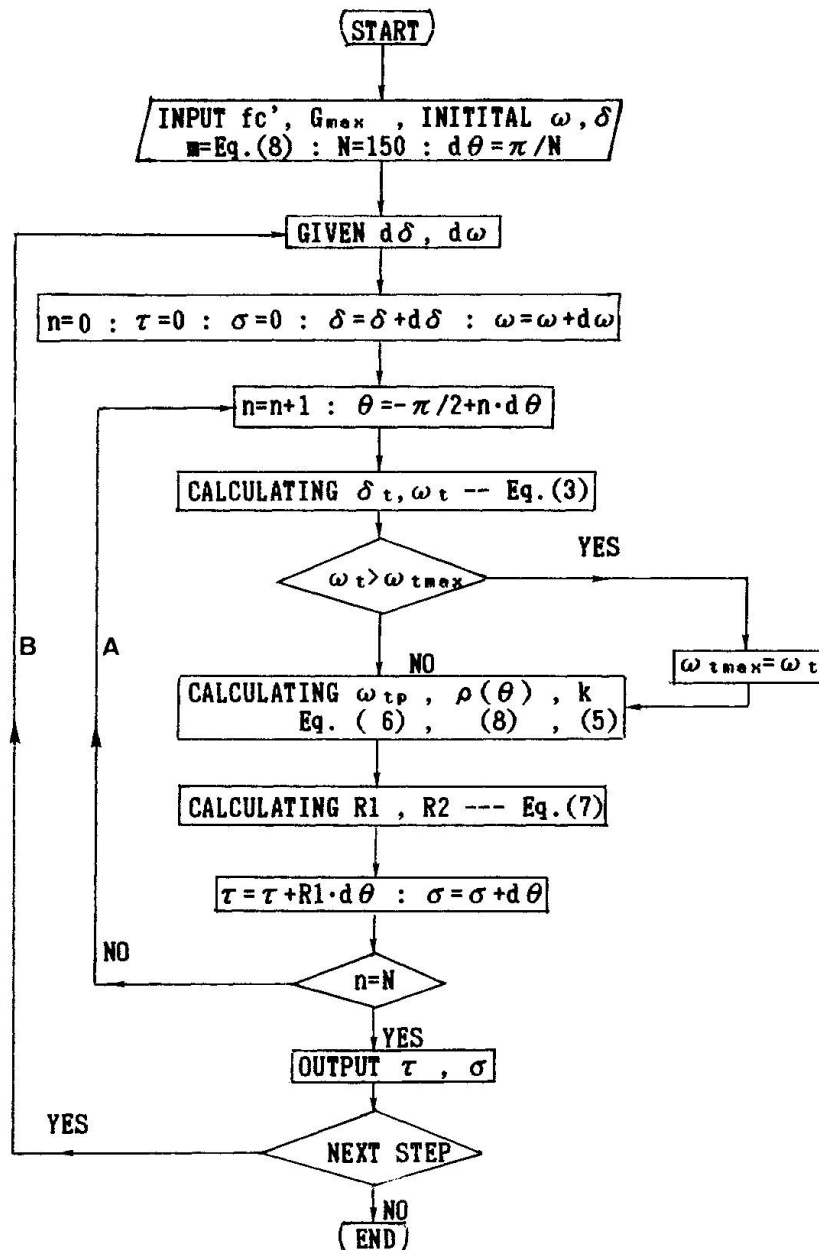 START
INPUT fc', Gmax , INITITAL ω, δ
m=Eq.(8) : N=150 : dθ=π/N
GIVEN dδ, dω
n=0 : τ=0 : σ=0 : δ=δ+dδ : ω=ω+dω
n=n+1 : θ=-π/2+n·dθ
CALCULATING δt,ωt -- Eq.(3)
YES
ωt>ωtmax
B
A
NO
ωtmax=ωt
CALCULATING ωtp , ρ(θ) , k
Eq. ( 6) , (8) , (5)
CALCULATING R1 , R2 --- Eq.(7)
τ=τ+R1·dθ : σ=σ+dθ
NO
n=N
YES
OUTPUT τ , σ
YES
NEXT STEP
NO
END